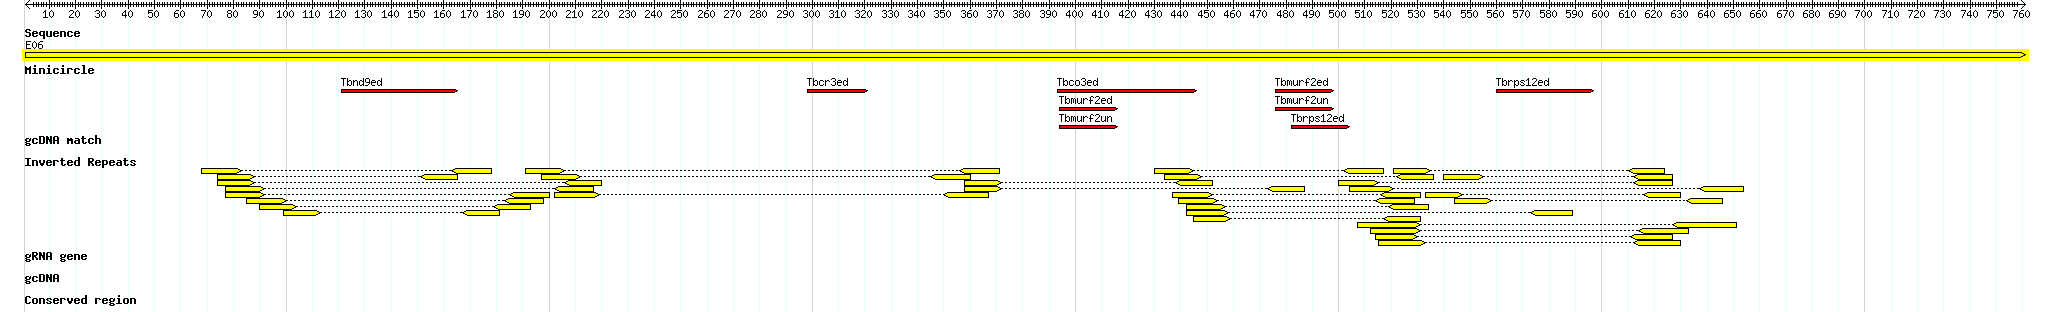 10 20 30 40 50 60 70 80 90 100 110 120 130 140 150 160 170 180 190 200 210 220 230 240 250 260 270 280 290 300 310 320 330 340 350 360 370 380 390 400 410 420 430 440 450 460 470 480 490 500 510 520 530 540 550 560 570 580 590 600 610 620 630 640 650 660 670 680 690 700 710 720 730 740 750 760
Sequence
E06
Minicircle
Tbnd9ed Tbcr3ed Tbco3ed Tbmurf2ed Tbrps12ed
Tbmurf2ed Tbmurf2un
Tbmurf2un Tbrps12ed
gcDNA match
Inverted Repeats
gRNA gene
gcDNA
Conserved region